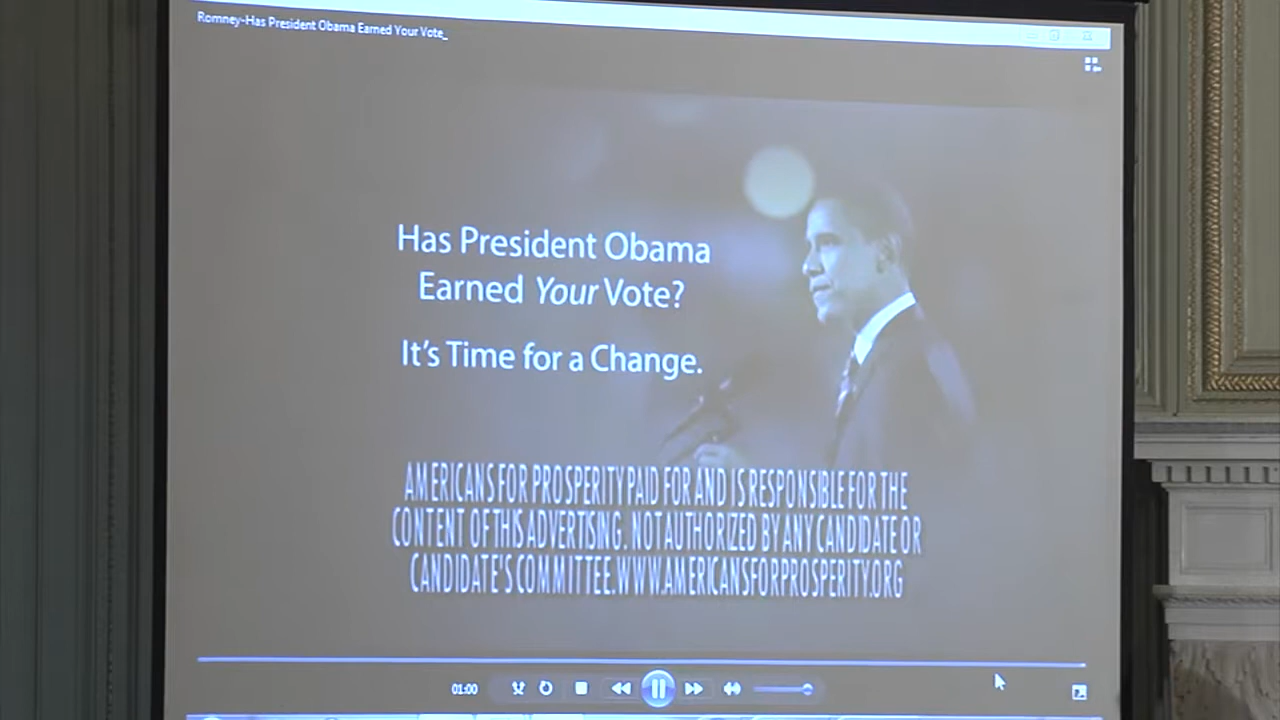 Romney-Has President Obama Earned Your Vote_
Has President Obama
Earned Your Vote?
It's Time for a Change.
AMERICANS FOR PROSPERITY PAID FOR AND IS RESPONSIBLE FOR THE
CONTENT OF THIS ADVERTISING. NOT AUTHORIZED BY ANY CANDIDATE OR
CANDIDATE'S COMMITTEE.WWW.AMERICANSFORPROSPERITY.ORG
01:00